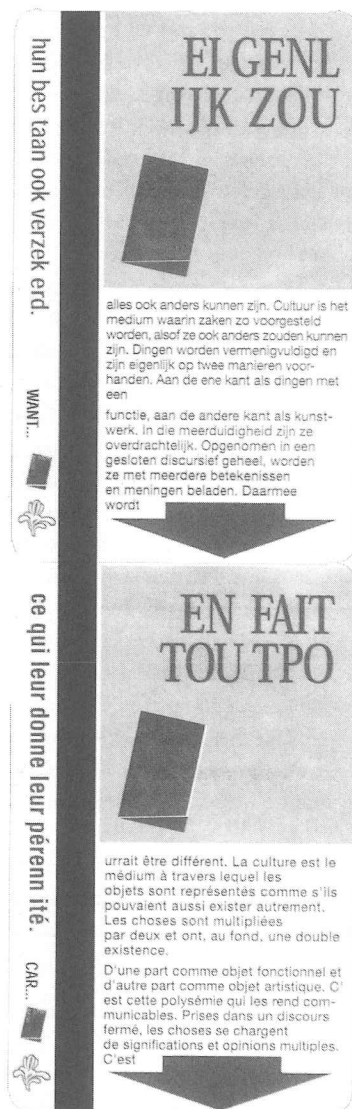 EI GENL
IJK ZOU
alles ook anders kunnen zijn. Cultuur is het
medium waarin zaken zo voorgesteld
worden, alsof ze ook anders zouden kunnen
zijn. Dingen worden vermenigvuldigd en
zijn eigenlijk op twee manieren voor-
handen. Aan de ene kant als dingen met
een
functie, aan de andere kant als kunst-
werk. In die meerduidigheid zijn ze
overdrachtelijk. Opgenomen in een
gesloten discursief geheel, worden
ze met meerdere betekenissen
en meningen beladen. Daarmee
wordt
hun bes taan ook verzek erd.
WANT...
EN FAIT
TOU TPO
urrait être différent. La culture est le
médium à travers lequel les
objets sont représentés comme s'ils
pouvaient aussi exister autrement.
Les choses sont multipliées
par deux et ont, au fond, une double
existence.
D'une part comme objet fonctionnel et
d'autre part comme objet artistique. C'
est cette polysémie qui les rend com-
municables. Prises dans un discours
fermé, les choses se chargent
de significations et opinions multiples.
C'est
ce qui leur donne leur pérenn ité.
CAR...